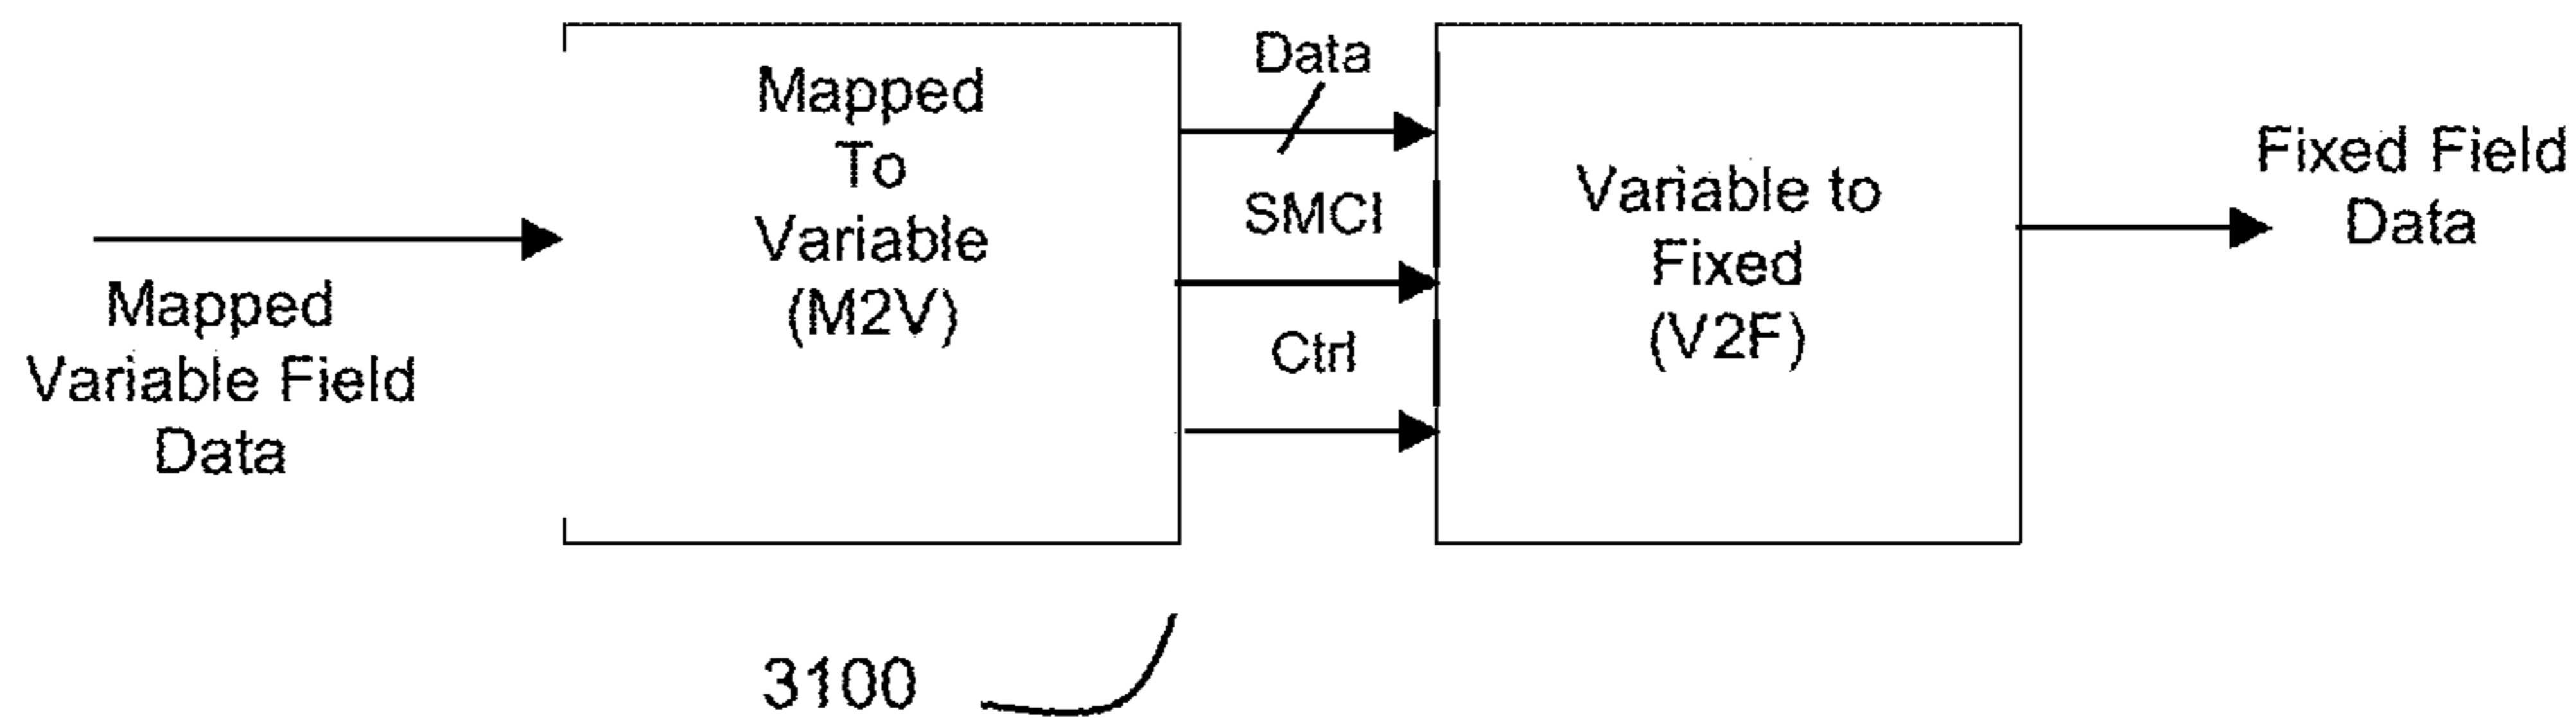 Mapped
Variable Field
Data
Mapped
To
Variable
(M2V)
Data
SMCI
Ctrl
Variable to
Fixed
(V2F)
Fixed Field
Data
3100